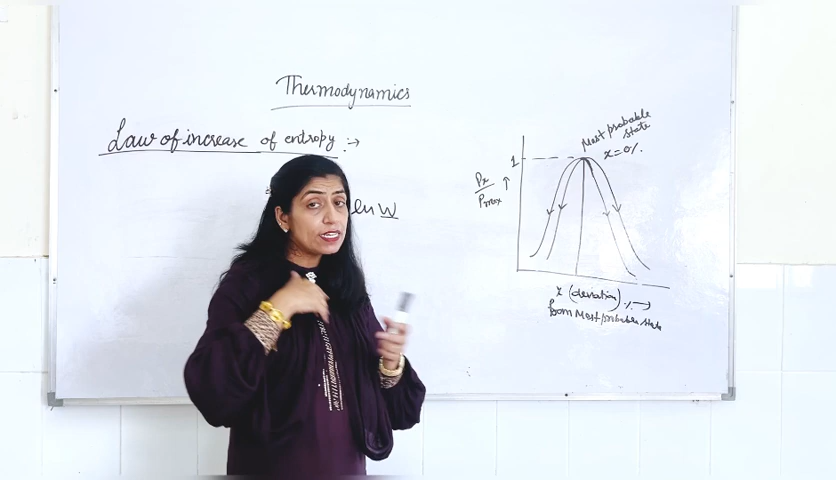 Thermodynamics
Law of increase of entropy :→
ln W
Most probable
state
x=0%.
1
Px
Pmax
↑
x (deviation) % →
from Most probable state